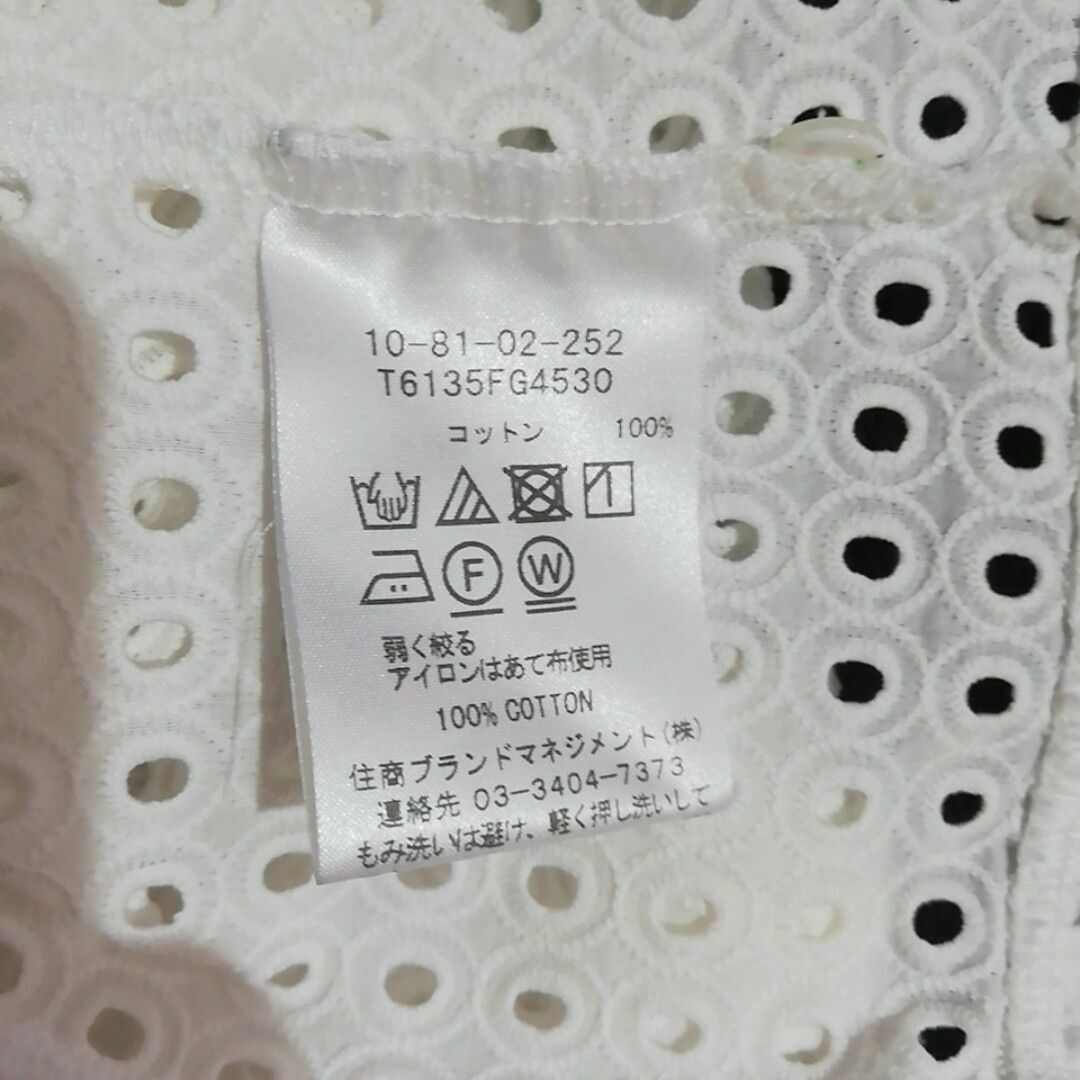 10-81-02-252
T6135FG4530
コットン 100%
F W
弱く絞る
アイロンはあて布使用
100% COTTON
住商ブランドマネジメント(株)
連絡先 03-3404-7373
もみ洗いは避け、軽く押し洗いして